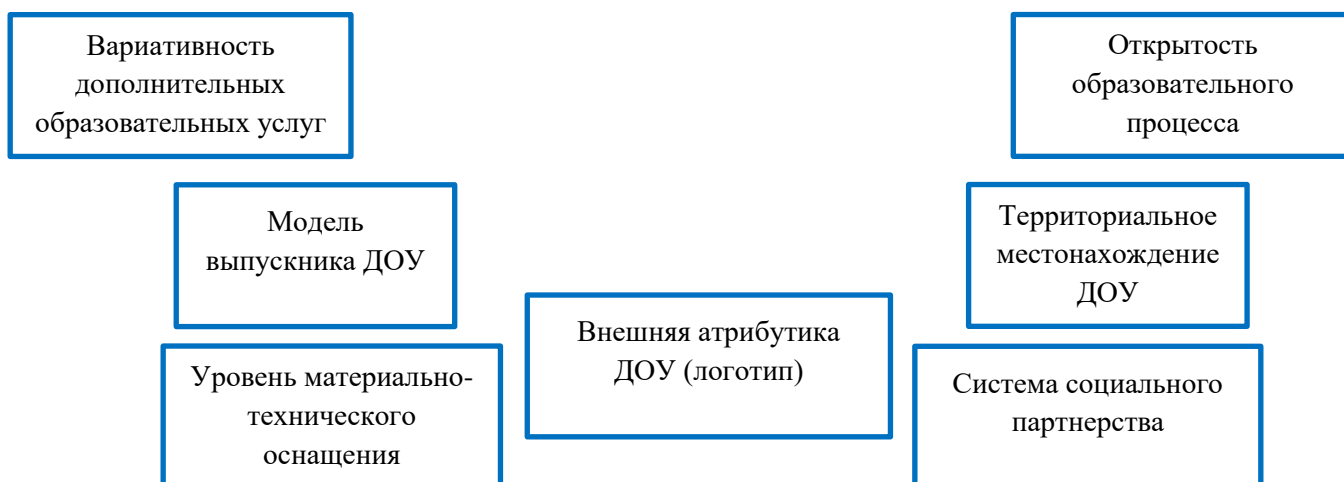 Вариативность
дополнительных
образовательных услуг
Открытость
образовательного
процесса
Модель
выпускника ДОУ
Территориальное
местонахождение
ДОУ
Внешняя атрибутика
ДОУ (логотип)
Уровень материально-
технического
оснащения
Система социального
партнерства